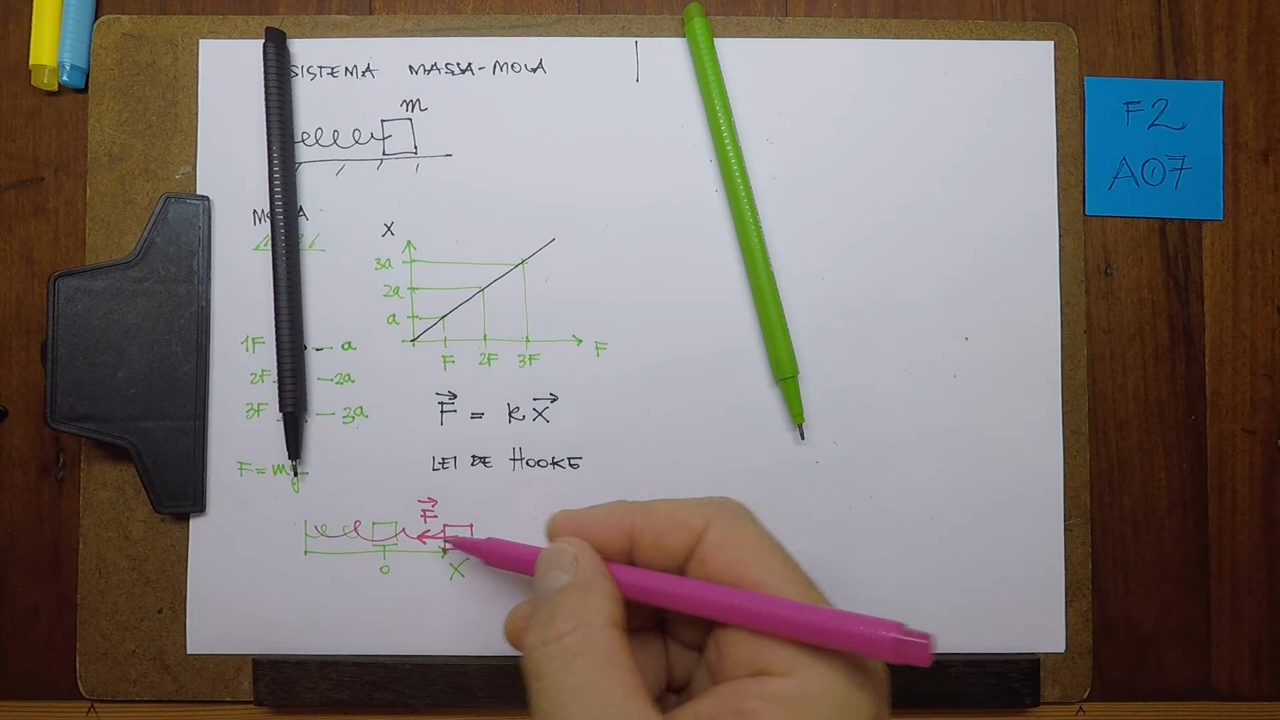 SISTEMA MASSA-MOLA
m
X
3a
2a
a
F 2F 3F F
1F — a
2F — 2a
3F — 3a
F = kX
LEI DE HOOKE
F = mg
F
0 X
F2
A07